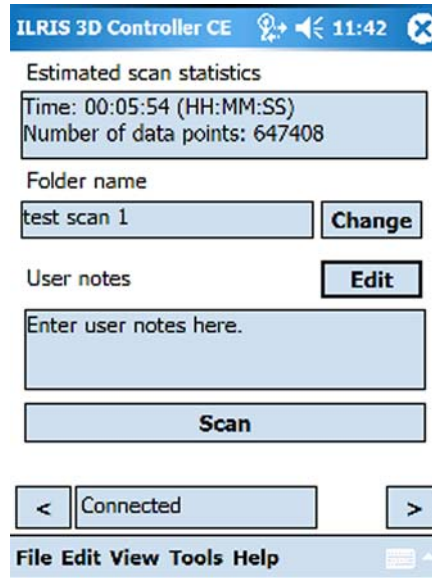 ILRIS 3D Controller CE 11:42
Estimated scan statistics
Time: 00:05:54 (HH:MM:SS)
Number of data points: 647408
Folder name
test scan 1 Change
User notes Edit
Enter user notes here.
Scan
< Connected >
File Edit View Tools Help